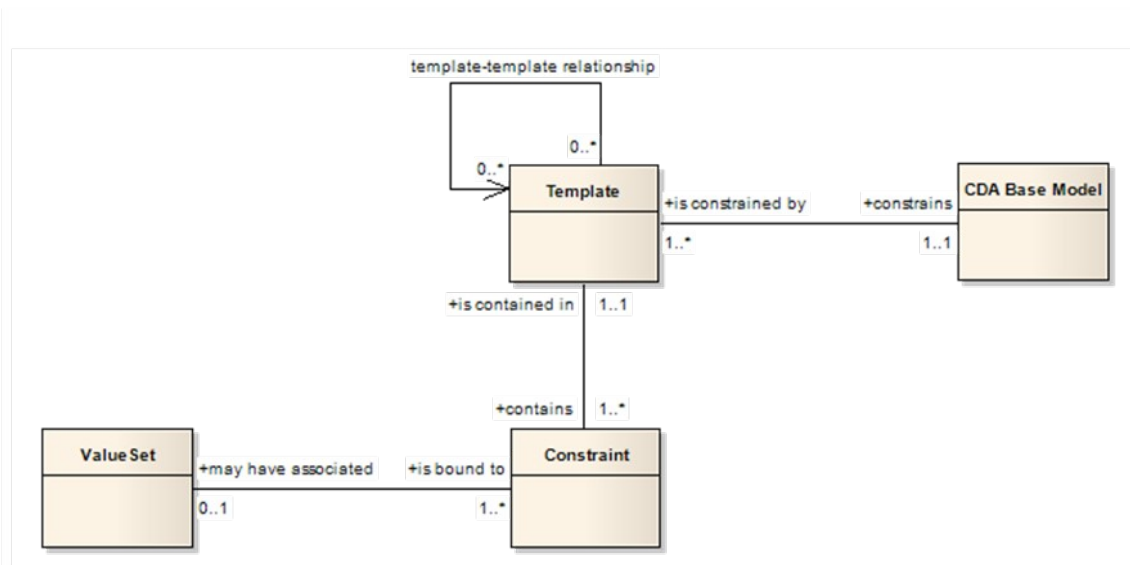 template-template relationship
0..*
0..*
Template
CDA Base Model
+is constrained by
+constrains
1..*
1..1
+is contained in
1..1
+contains
1..*
ValueSet
Constraint
+may have associated
+is bound to
0..1
1..*